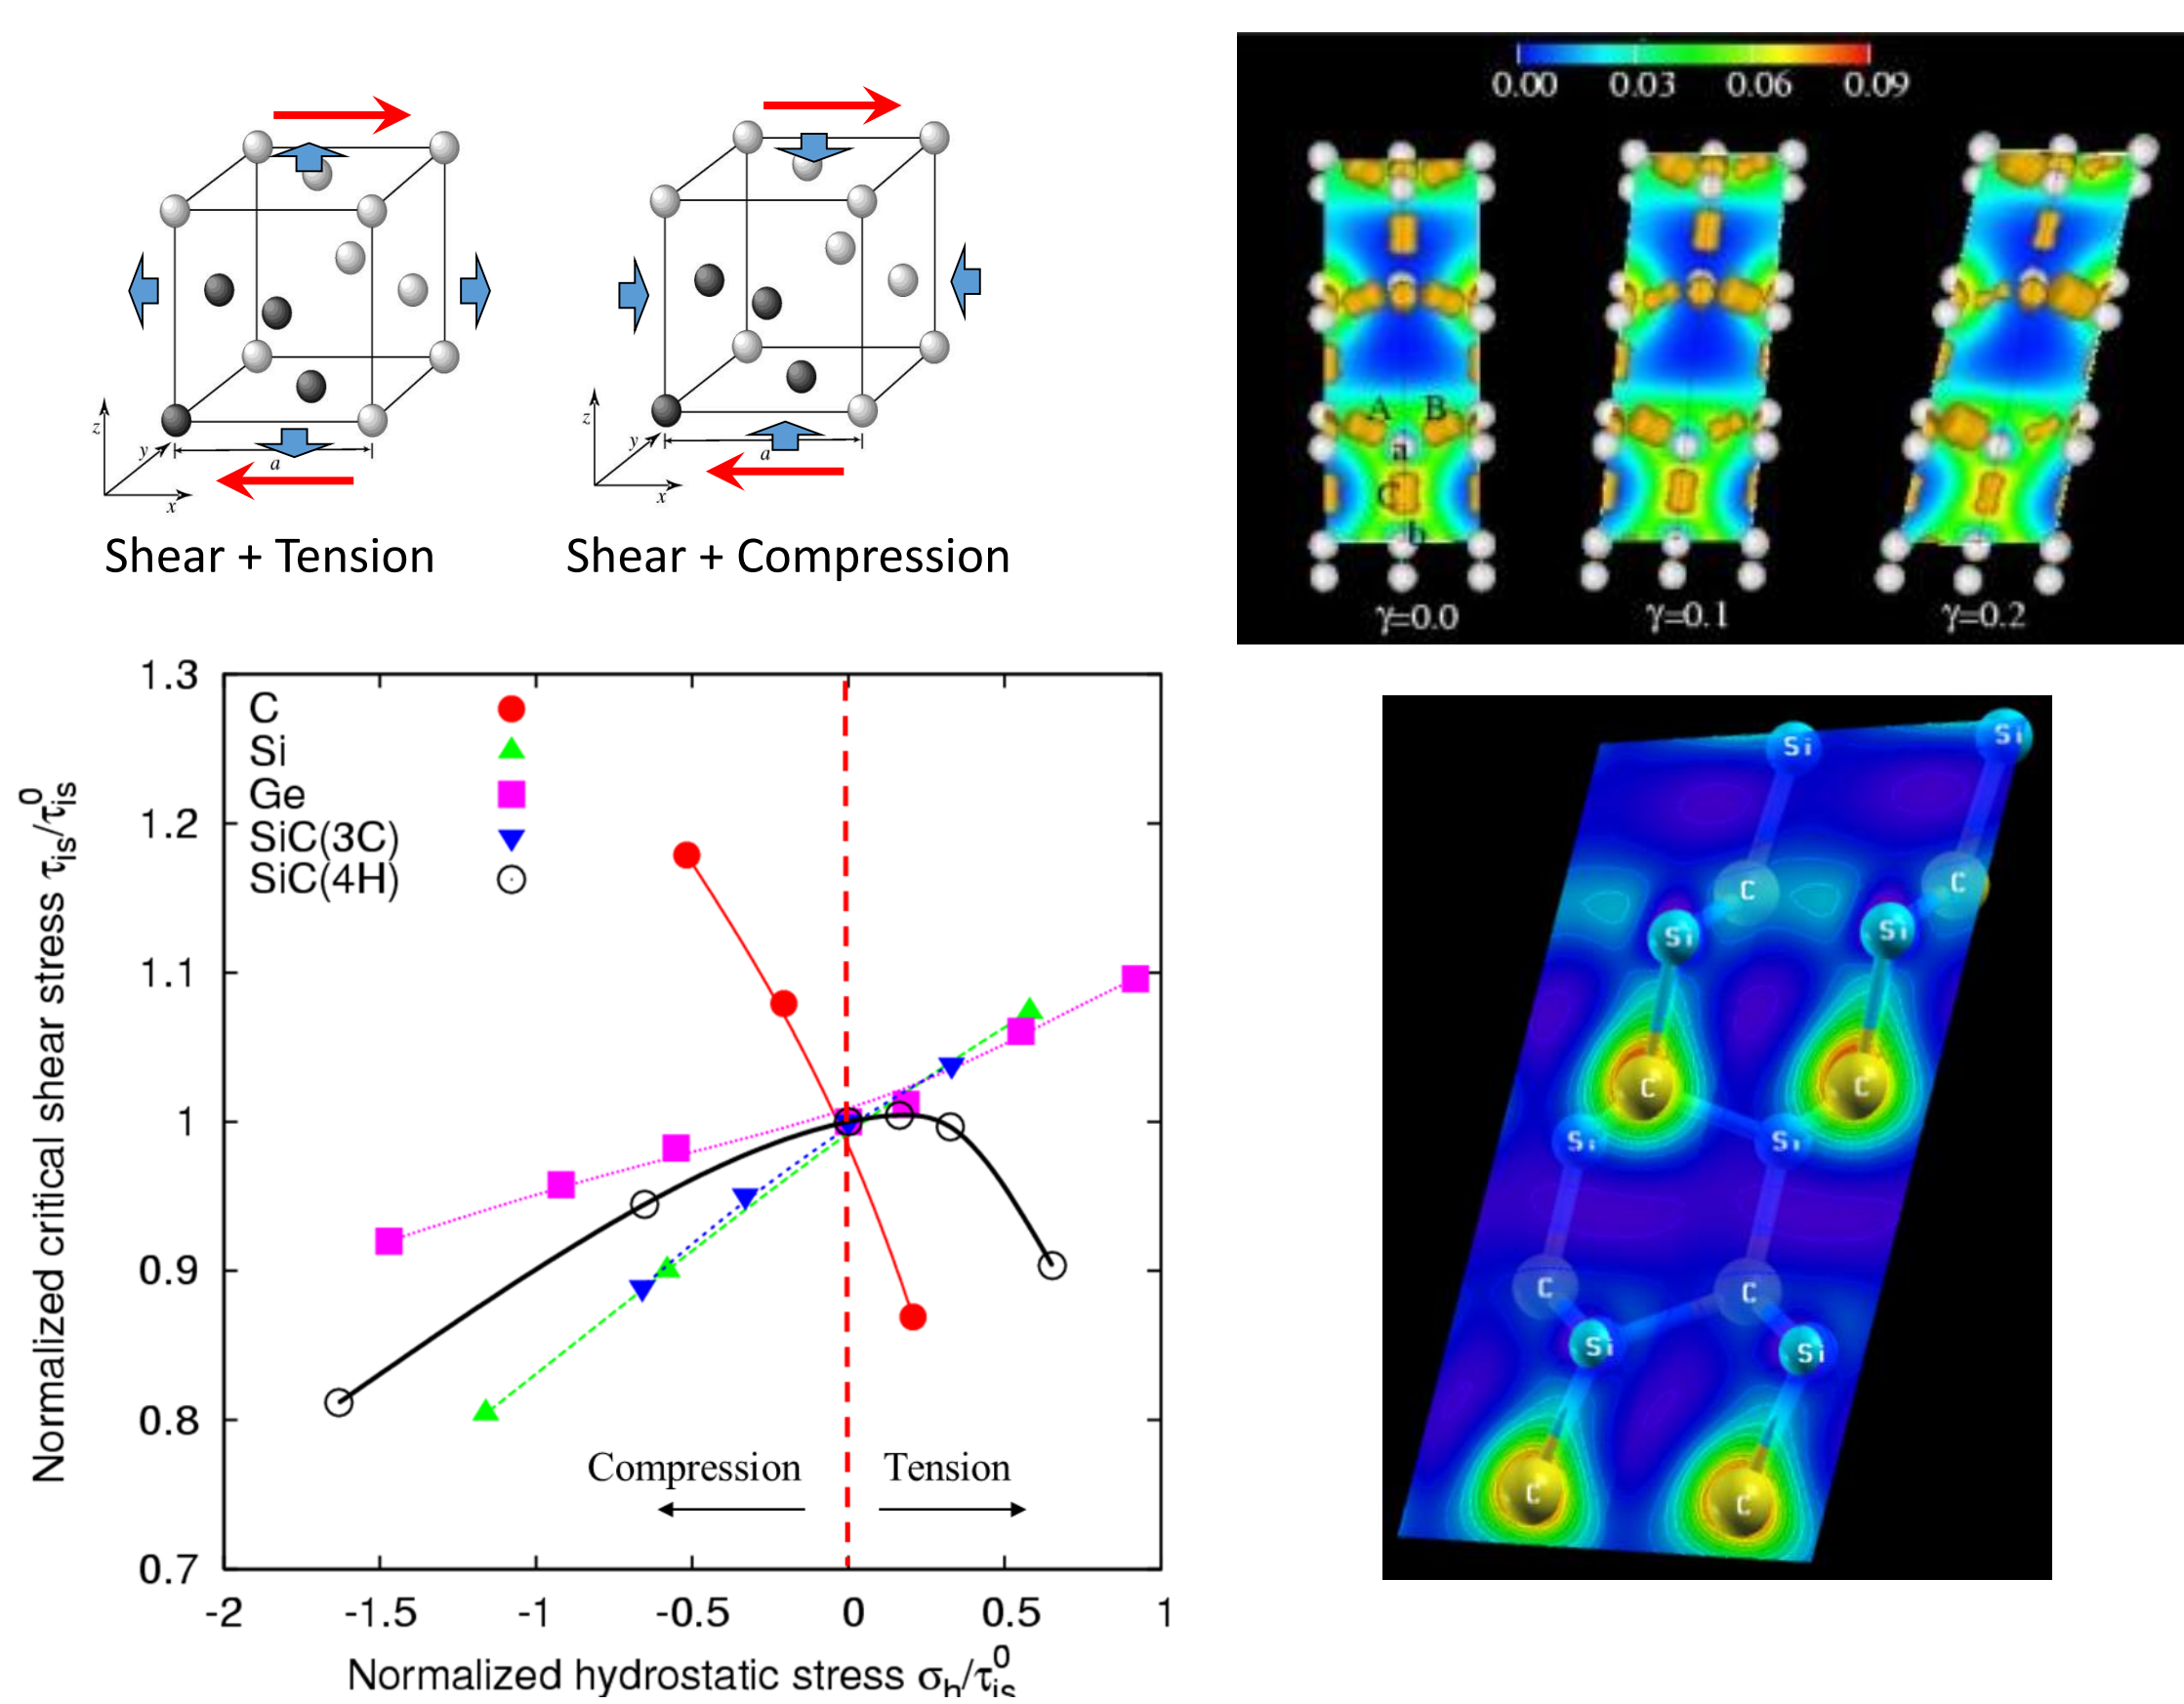 z
y
x
a
Shear + Tension
z
y
x
a
Shear + Compression
0.00 0.03 0.06 0.09
A B
a
C
b
γ=0.0 γ=0.1 γ=0.2
1.3
1.2
1.1
1
0.9
0.8
0.7
Normalized critical shear stress τis/τ⁰is
C
Si
Ge
SiC(3C)
SiC(4H)
Compression Tension
-2 -1.5 -1 -0.5 0 0.5 1
Normalized hydrostatic stress σh/τ⁰is
Si Si
C C
Si Si
C C
Si Si
C C
Si Si
C C